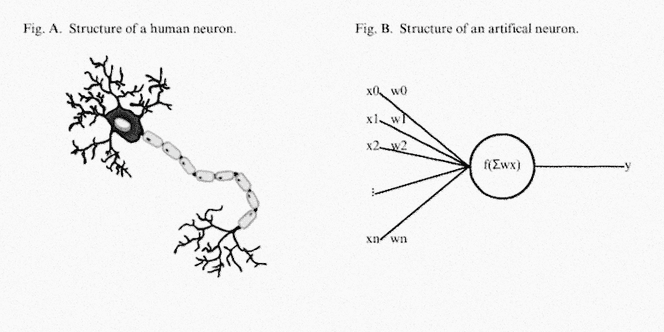 Fig. A. Structure of a human neuron.
Fig. B. Structure of an artifical neuron.
x0 w0
x1 w1
x2 w2
⋮
xn wn
f(Σwx)
y